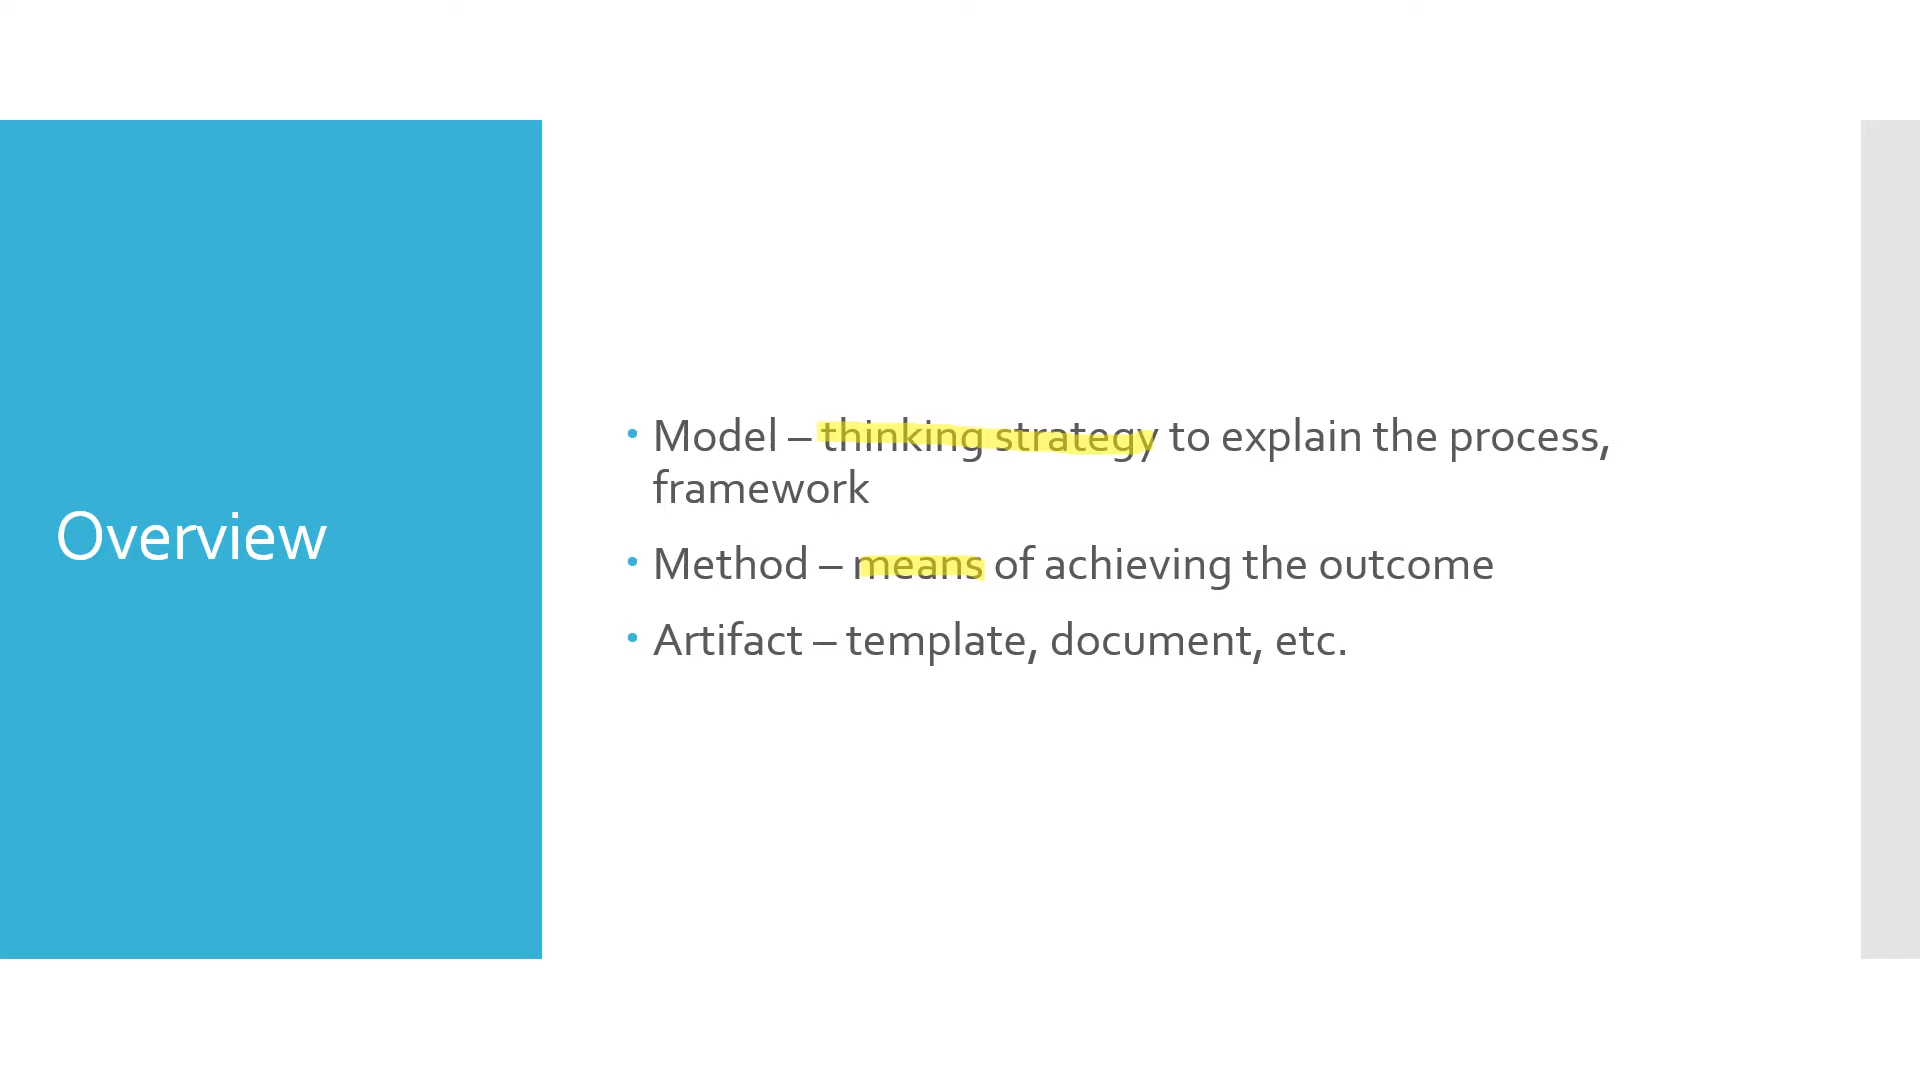 Overview
• Model – thinking strategy to explain the process,
framework
• Method – means of achieving the outcome
• Artifact – template, document, etc.